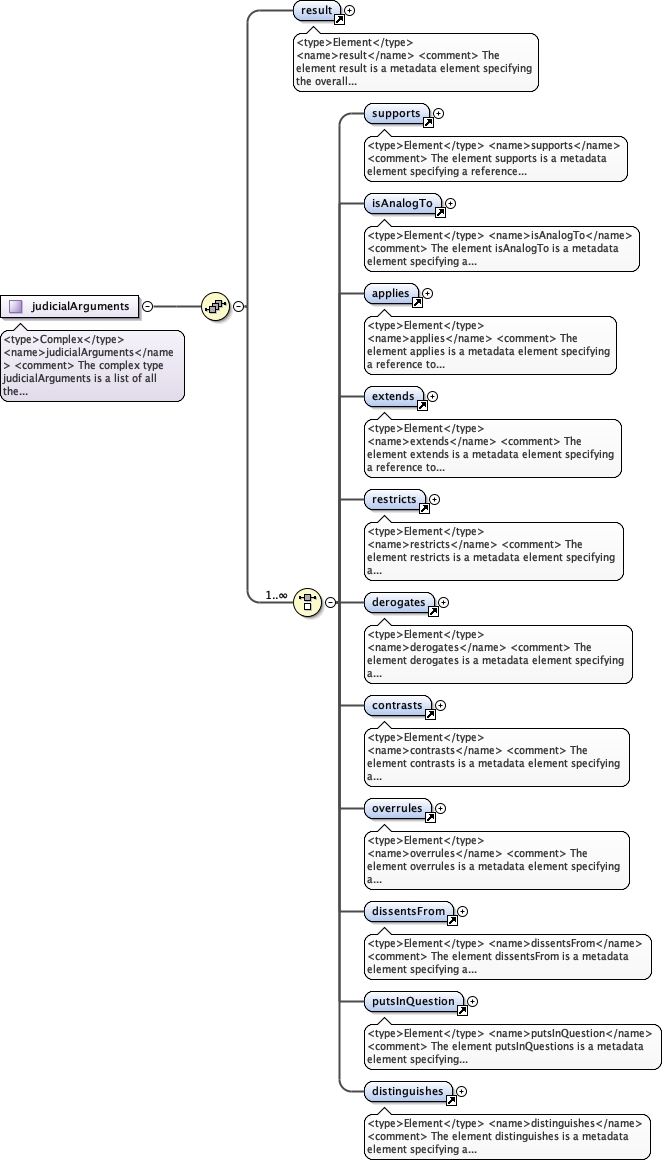 result
<type>Element</type>
<name>result</name> <comment> The
element result is a metadata element specifying
the overall...
supports
<type>Element</type> <name>supports</name>
<comment> The element supports is a metadata
element specifying a reference...
isAnalogTo
<type>Element</type> <name>isAnalogTo</name>
<comment> The element isAnalogTo is a metadata
element specifying a...
judicialArguments
<type>Complex</type>
<name>judicialArguments</name
> <comment> The complex type
judicialArguments is a list of all
the...
applies
<type>Element</type>
<name>applies</name> <comment> The
element applies is a metadata element specifying
a reference to...
extends
<type>Element</type>
<name>extends</name> <comment> The
element extends is a metadata element specifying
a reference to...
restricts
<type>Element</type>
<name>restricts</name> <comment> The
element restricts is a metadata element specifying
a...
1..∞
derogates
<type>Element</type>
<name>derogates</name> <comment> The
element derogates is a metadata element specifying
a...
contrasts
<type>Element</type>
<name>contrasts</name> <comment> The
element contrasts is a metadata element specifying
a...
overrules
<type>Element</type>
<name>overrules</name> <comment> The
element overrules is a metadata element specifying
a...
dissentsFrom
<type>Element</type> <name>dissentsFrom</name>
<comment> The element dissentsFrom is a metadata
element specifying a...
putsInQuestion
<type>Element</type> <name>putsInQuestion</name>
<comment> The element putsInQuestions is a metadata
element specifying...
distinguishes
<type>Element</type> <name>distinguishes</name>
<comment> The element distinguishes is a metadata
element specifying a...